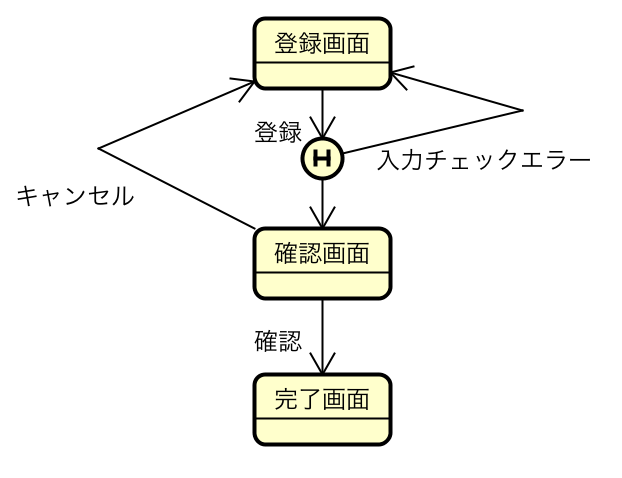 登録画面
登録
H
入力チェックエラー
キャンセル
確認画面
確認
完了画面